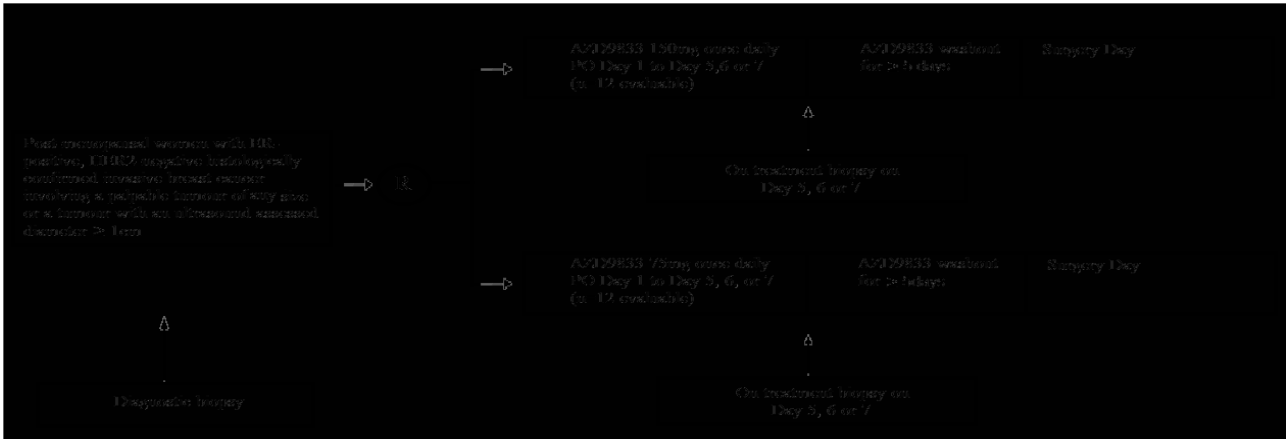 AZD9833 150mg once daily
PO Day 1 to Day 5,6 or 7
(n 12 evaluable)
AZD9833 washout
for > 5 days
Surgery Day
On treatment biopsy on
Day 5, 6 or 7
Post menopausal women with ER
positive, HER2 negative histologically
confirmed invasive breast cancer
involving a palpable tumour of any size
or a tumour with an ultrasound assessed
diameter > 1cm
R
AZD9833 75mg once daily
PO Day 1 to Day 5, 6, or 7
(n 12 evaluable)
AZD9833 washout
for > 5days
Surgery Day
Diagnostic biopsy
On treatment biopsy on
Day 5, 6 or 7